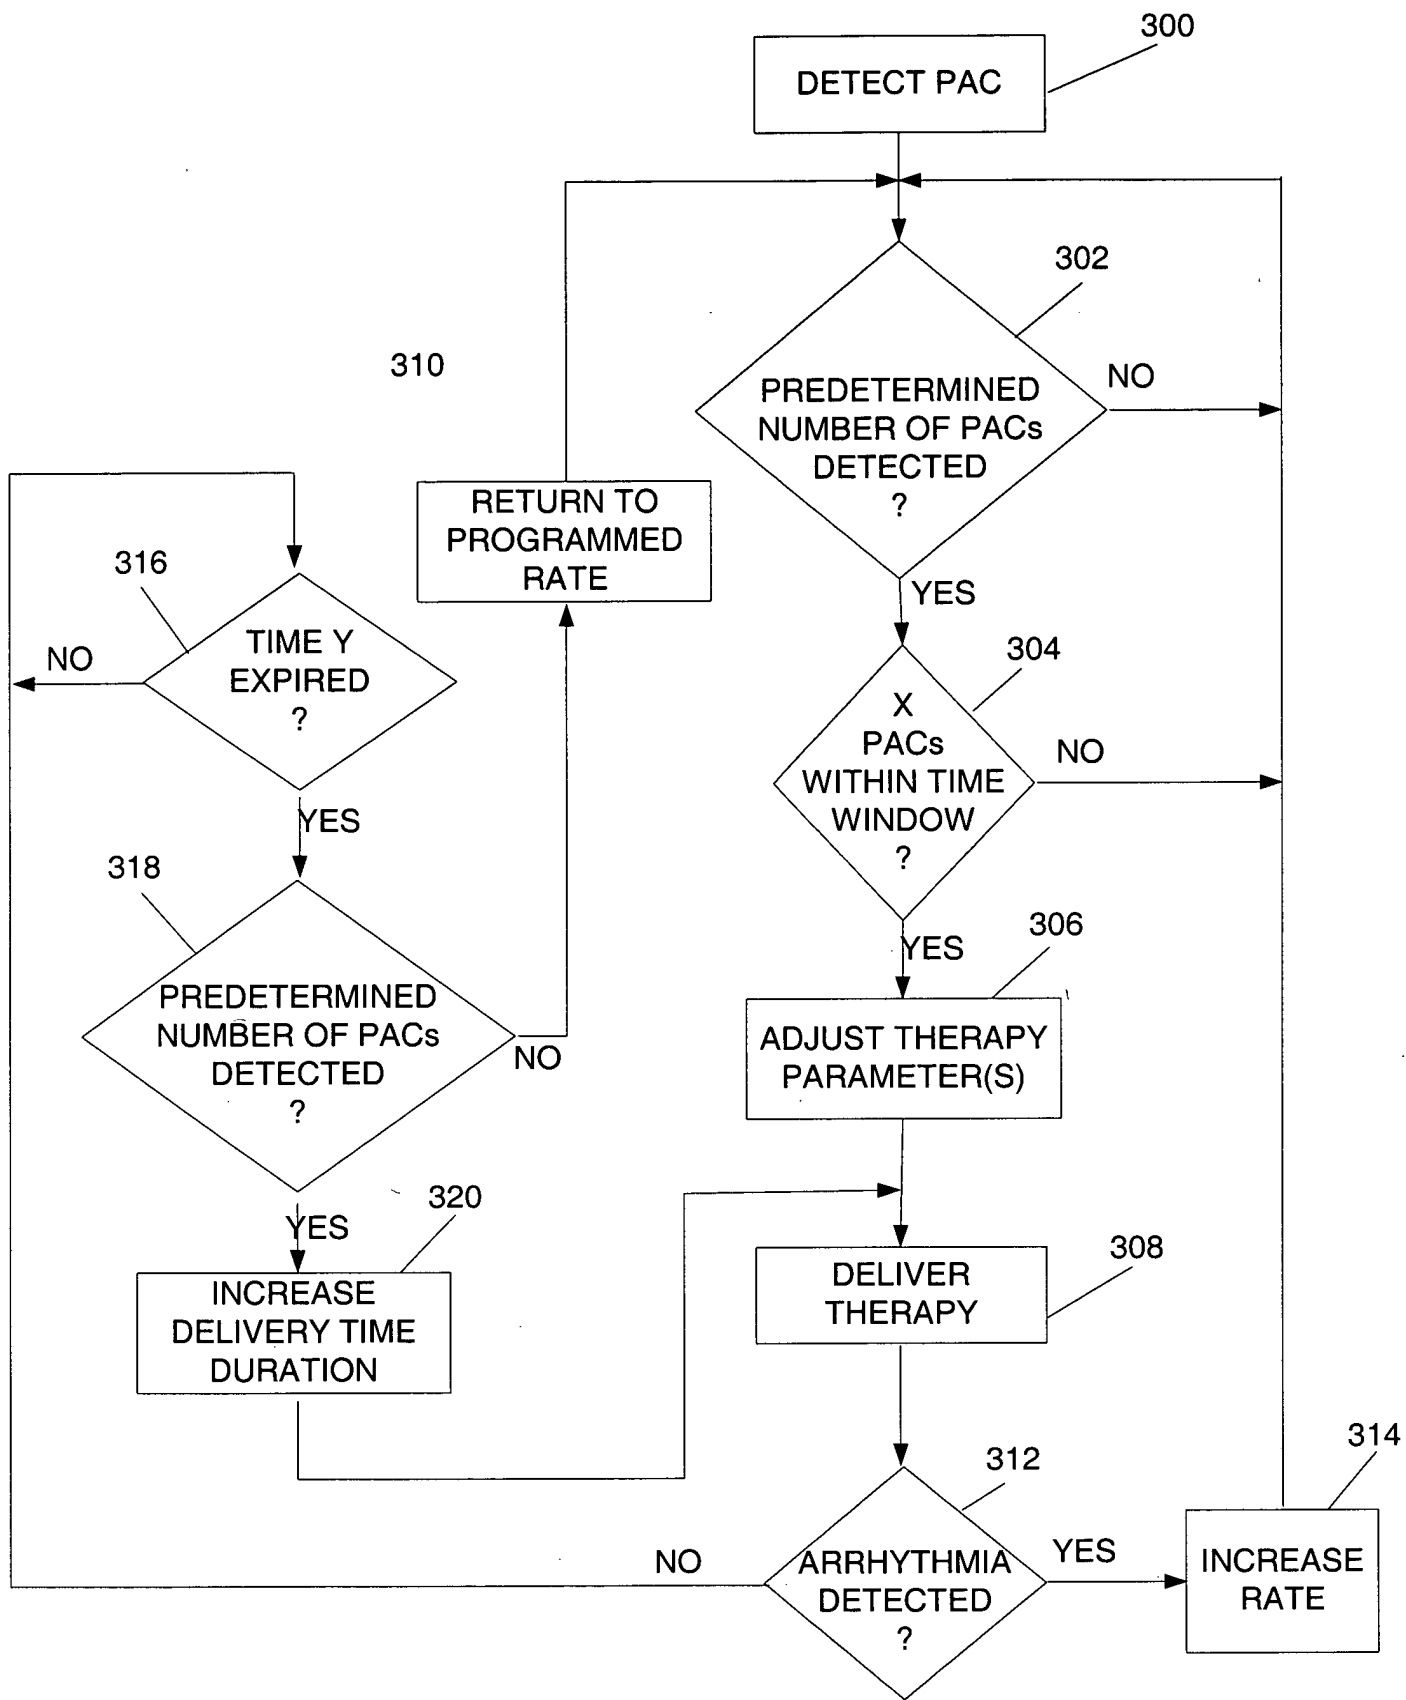 300
DETECT PAC
302
PREDETERMINED
NUMBER OF PACs
DETECTED
?
NO
YES
304
X
PACs
WITHIN TIME
WINDOW
?
NO
YES
306
ADJUST THERAPY
PARAMETER(S)
308
DELIVER
THERAPY
312
ARRHYTHMIA
DETECTED
?
YES
NO
314
INCREASE
RATE
310
RETURN TO
PROGRAMMED
RATE
316
TIME Y
EXPIRED
?
NO
YES
318
PREDETERMINED
NUMBER OF PACs
DETECTED
?
NO
YES
320
INCREASE
DELIVERY TIME
DURATION